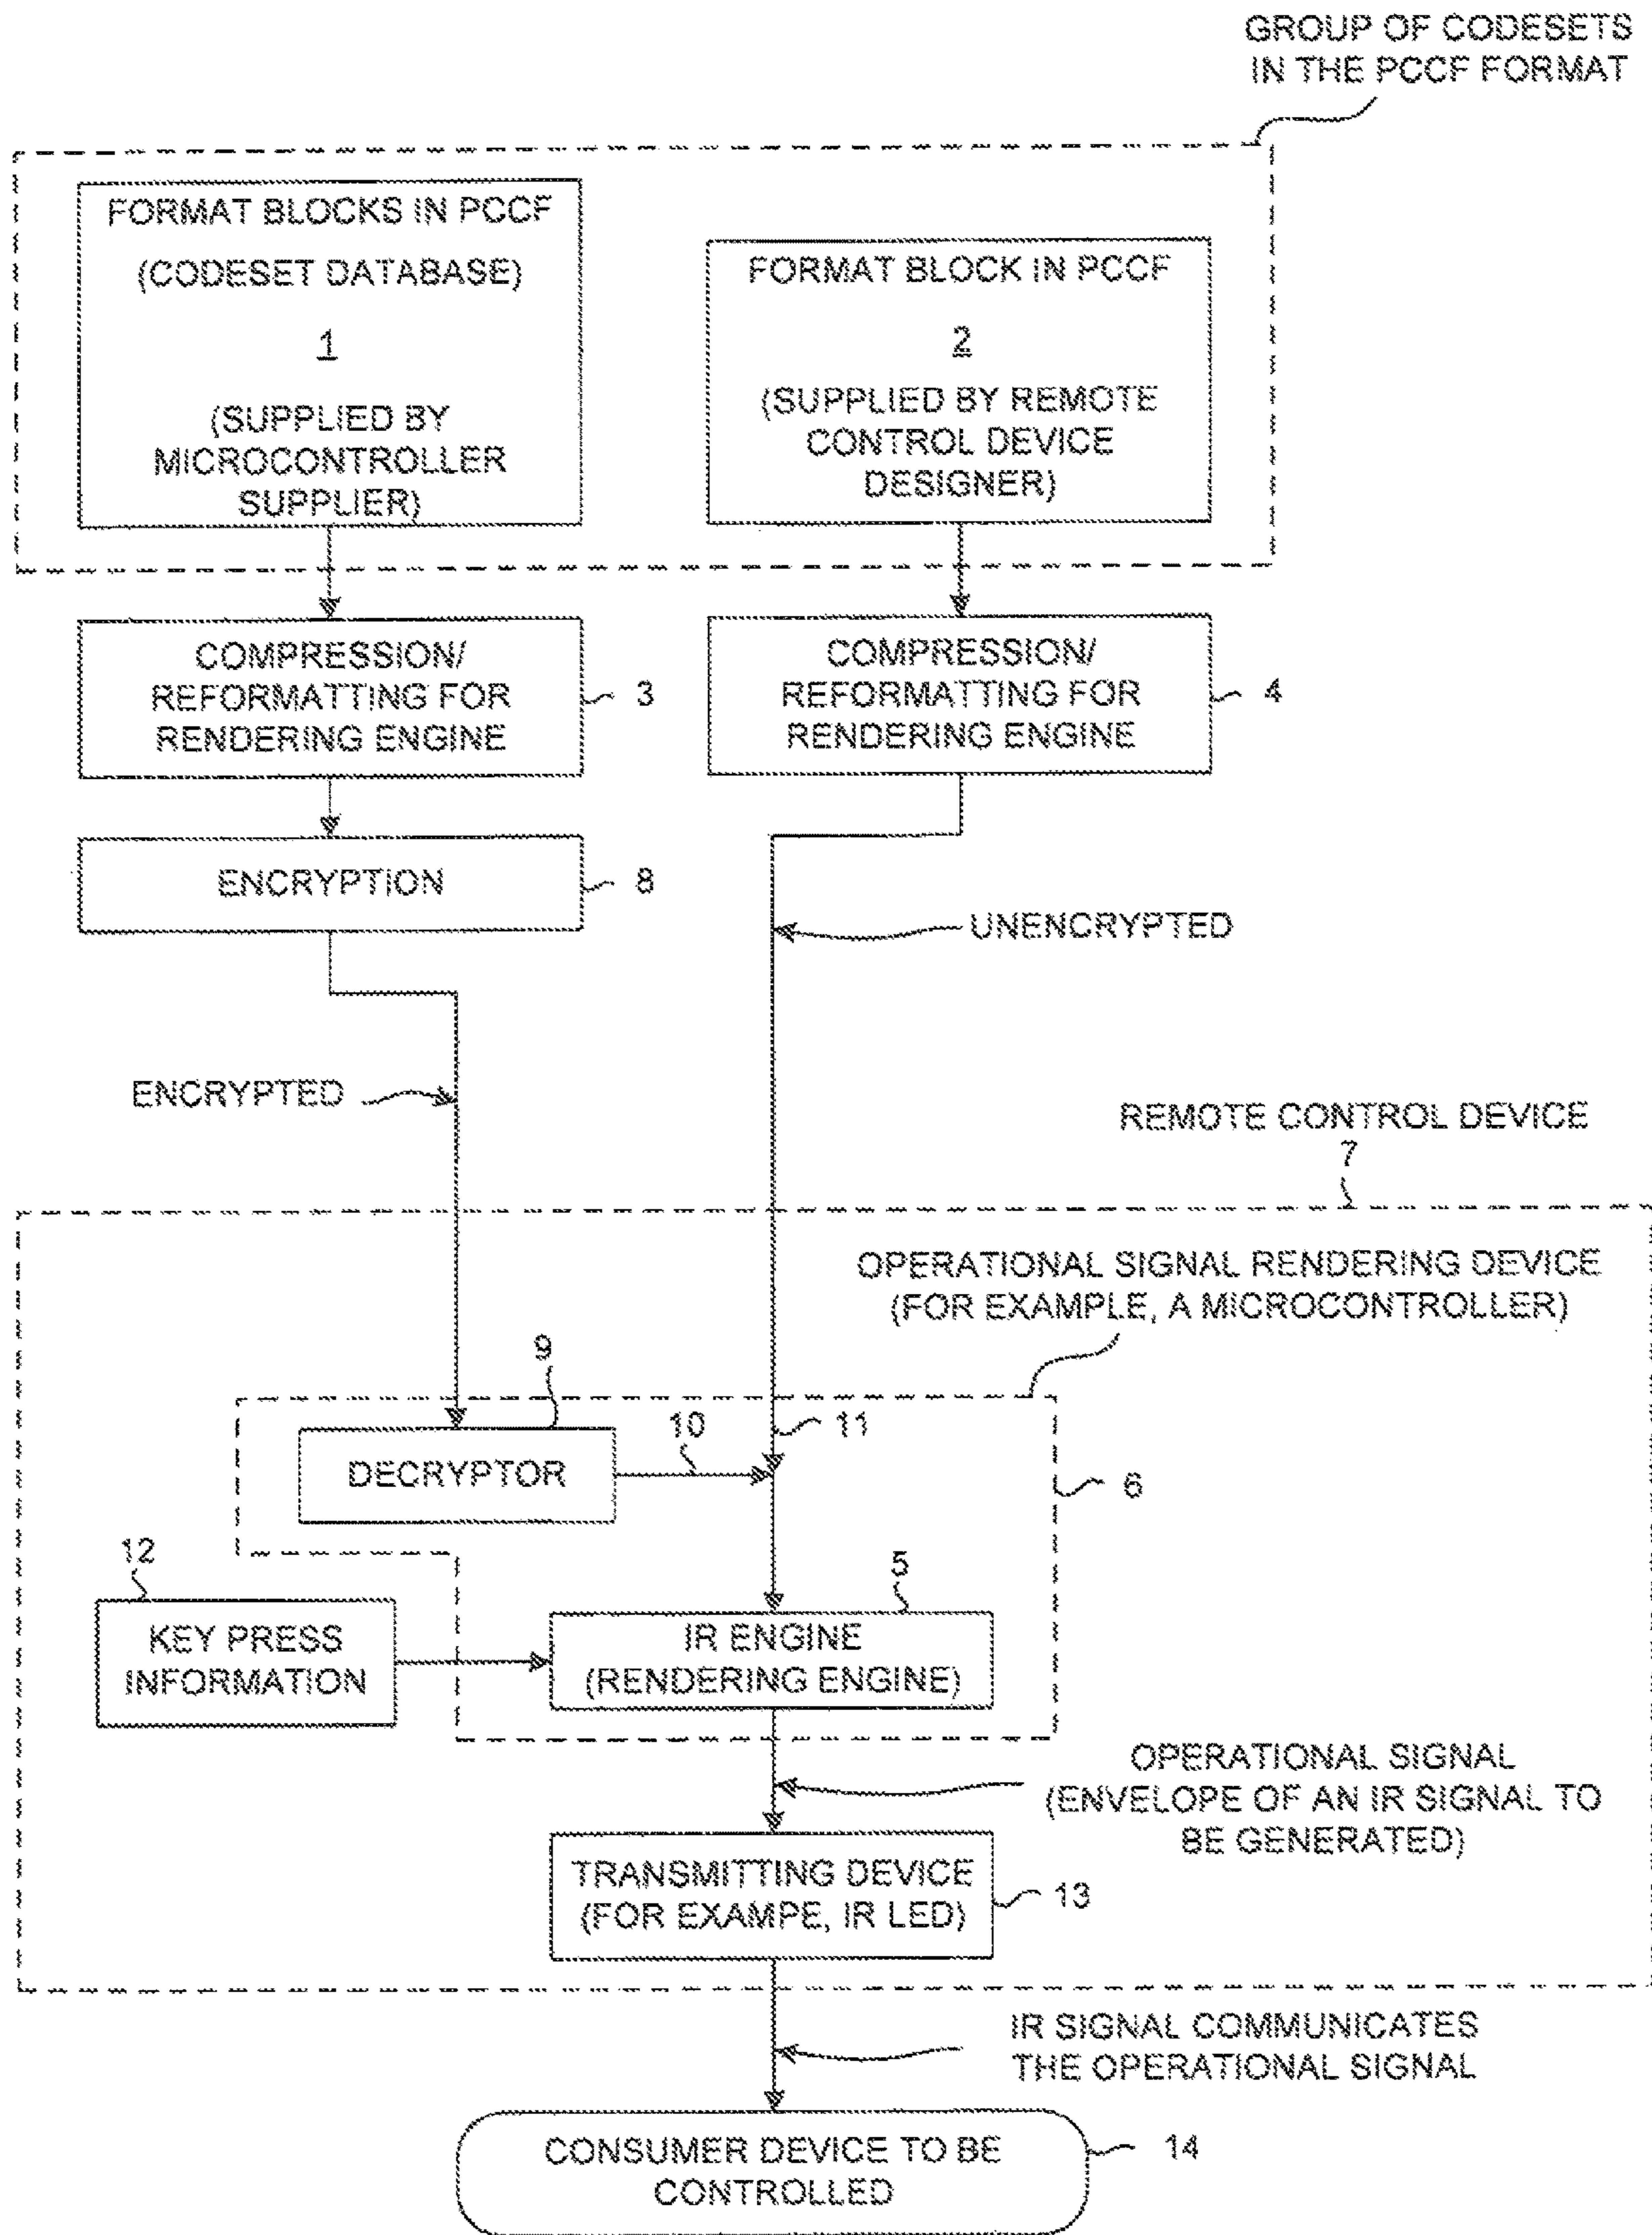 GROUP OF CODESETS
IN THE PCCF FORMAT
FORMAT BLOCKS IN PCCF
(CODESET DATABASE)
1
(SUPPLIED BY
MICROCONTROLLER
SUPPLIER)
FORMAT BLOCK IN PCCF
2
(SUPPLIED BY REMOTE
CONTROL DEVICE
DESIGNER)
COMPRESSION/
REFORMATTING FOR
RENDERING ENGINE
3
COMPRESSION/
REFORMATTING FOR
RENDERING ENGINE
4
ENCRYPTION
8
UNENCRYPTED
ENCRYPTED
REMOTE CONTROL DEVICE
7
OPERATIONAL SIGNAL RENDERING DEVICE
(FOR EXAMPLE, A MICROCONTROLLER)
9
10
11
DECRYPTOR
6
12
5
KEY PRESS
INFORMATION
IR ENGINE
(RENDERING ENGINE)
OPERATIONAL SIGNAL
(ENVELOPE OF AN IR SIGNAL TO
BE GENERATED)
TRANSMITTING DEVICE
(FOR EXAMPE, IR LED)
13
IR SIGNAL COMMUNICATES
THE OPERATIONAL SIGNAL
CONSUMER DEVICE TO BE
CONTROLLED
14